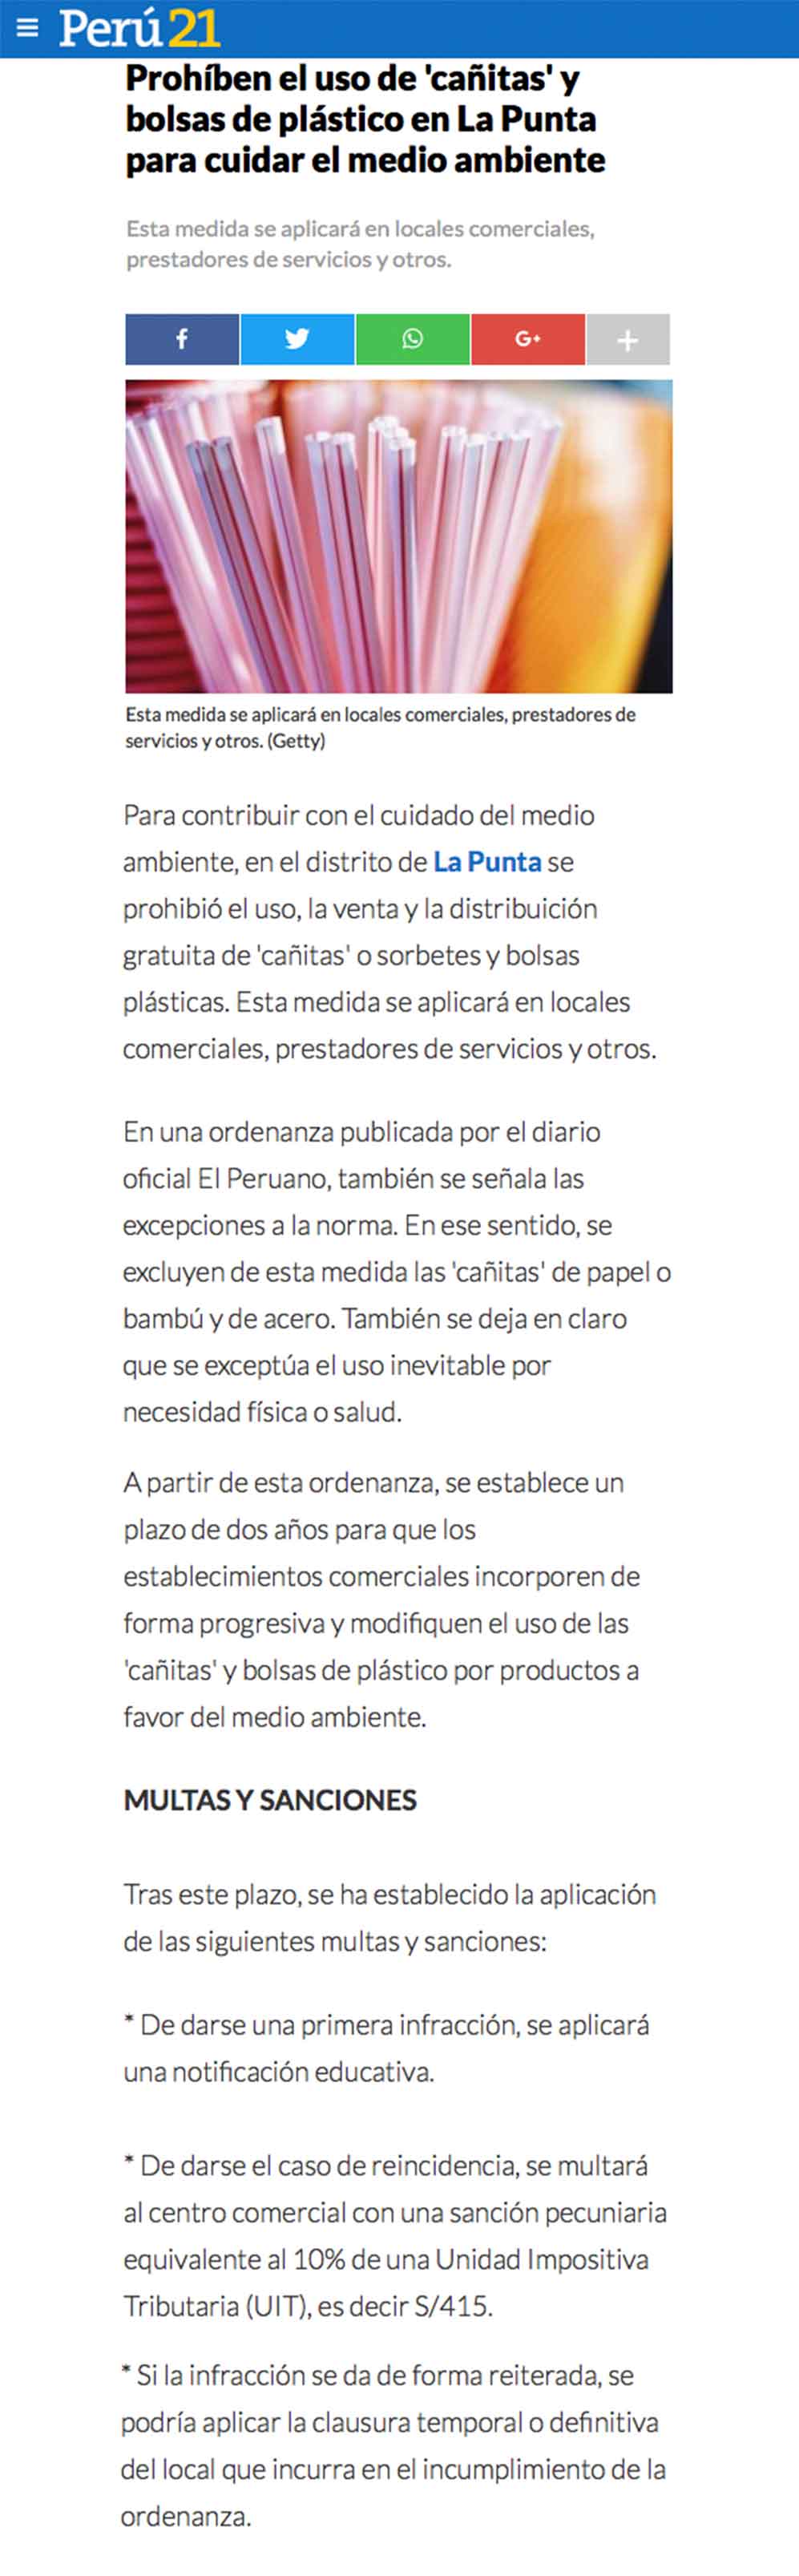 Perú21
Prohíben el uso de 'cañitas' y
bolsas de plástico en La Punta
para cuidar el medio ambiente
Esta medida se aplicará en locales comerciales,
prestadores de servicios y otros.
f
G+
+
Esta medida se aplicará en locales comerciales, prestadores de
servicios y otros. (Getty)
Para contribuir con el cuidado del medio
ambiente, en el distrito de La Punta se
prohibió el uso, la venta y la distribuición
gratuita de 'cañitas' o sorbetes y bolsas
plásticas. Esta medida se aplicará en locales
comerciales, prestadores de servicios y otros.
En una ordenanza publicada por el diario
oficial El Peruano, también se señala las
excepciones a la norma. En ese sentido, se
excluyen de esta medida las 'cañitas' de papel o
bambú y de acero. También se deja en claro
que se exceptúa el uso inevitable por
necesidad física o salud.
A partir de esta ordenanza, se establece un
plazo de dos años para que los
establecimientos comerciales incorporen de
forma progresiva y modifiquen el uso de las
'cañitas' y bolsas de plástico por productos a
favor del medio ambiente.
MULTAS Y SANCIONES
Tras este plazo, se ha establecido la aplicación
de las siguientes multas y sanciones:
* De darse una primera infracción, se aplicará
una notificación educativa.
* De darse el caso de reincidencia, se multará
al centro comercial con una sanción pecuniaria
equivalente al 10% de una Unidad Impositiva
Tributaria (UIT), es decir S/415.
* Si la infracción se da de forma reiterada, se
podría aplicar la clausura temporal o definitiva
del local que incurra en el incumplimiento de la
ordenanza.